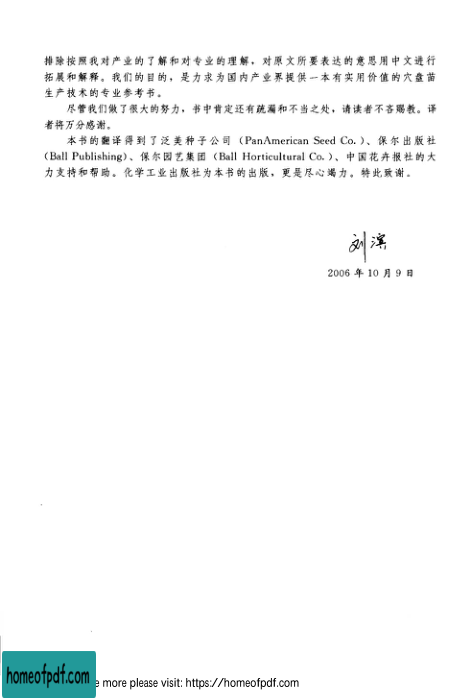 排除按照我对产业的了解和对专业的理解，对原文所要表达的意思用中文进行
拓展和解释。我们的目的，是力求为国内产业界提供一本有实用价值的穴盘苗
生产技术的专业参考书。
尽管我们做了很大的努力，书中肯定还有疏漏和不当之处，请读者不吝赐教。译
者将万分感谢。
本书的翻译得到了泛美种子公司（PanAmerican Seed Co.）、保尔出版社
（Ball Publishing）、保尔园艺集团（Ball Horticultural Co.）、中国花卉报社的大
力支持和帮助。化学工业出版社为本书的出版，更是尽心竭力。特此致谢。
刘滨
2006 年 10 月 9 日
homeofpdf.com
e more please visit: https://homeofpdf.com